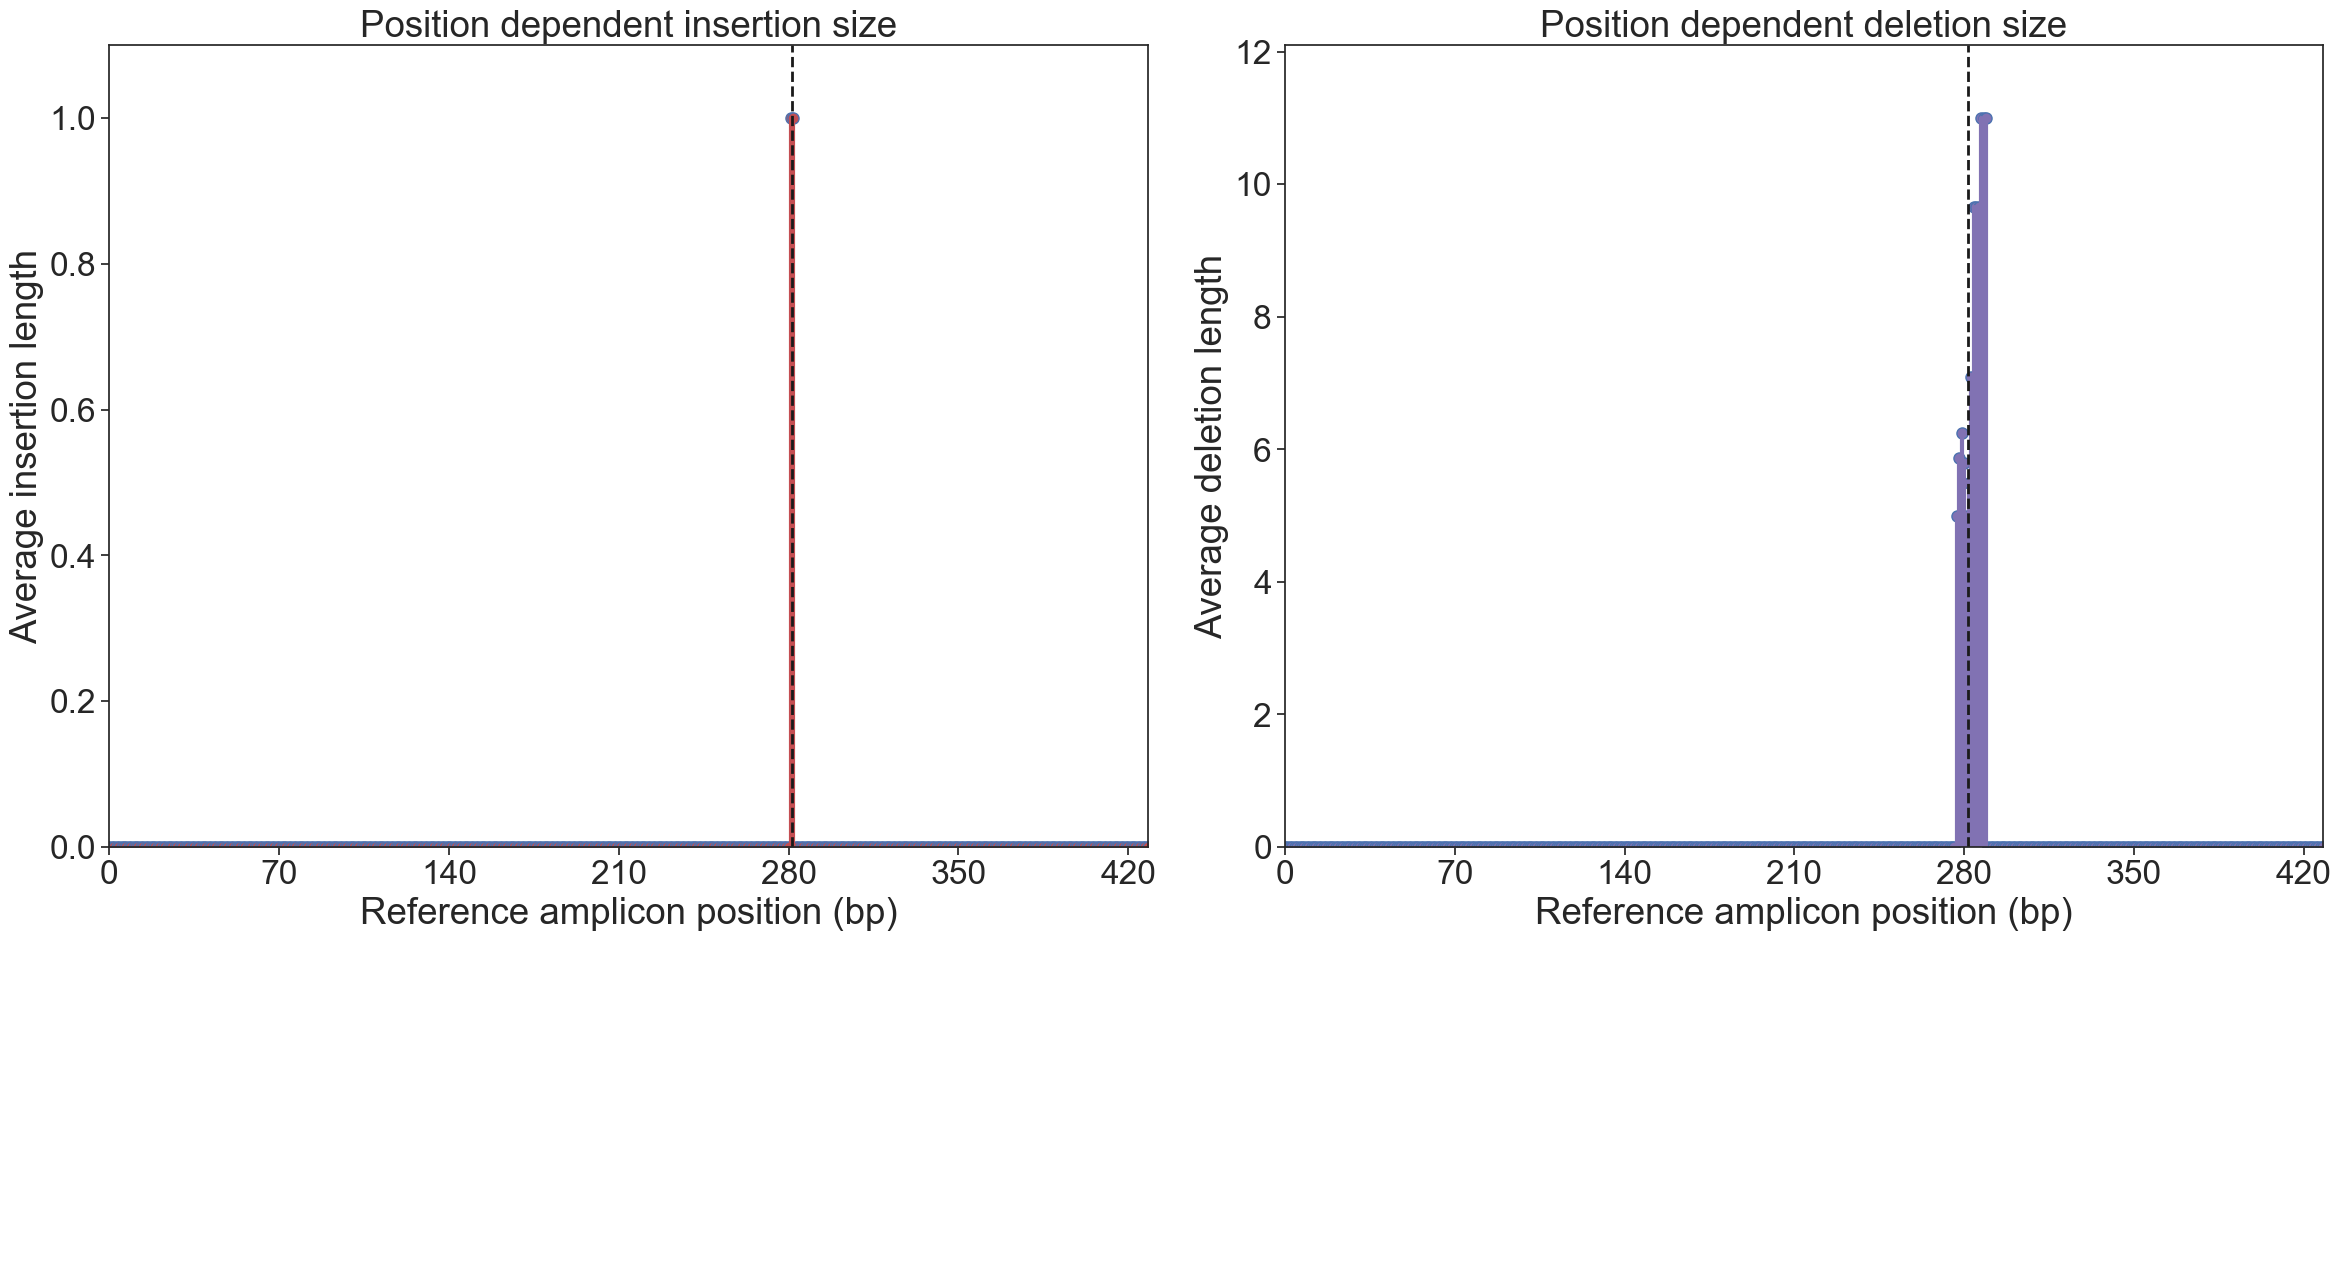 Position dependent insertion size
Average insertion length
1.0
0.8
0.6
0.4
0.2
0.0
0 70 140 210 280 350 420
Reference amplicon position (bp)
Position dependent deletion size
Average deletion length
12
10
8
6
4
2
0
0 70 140 210 280 350 420
Reference amplicon position (bp)